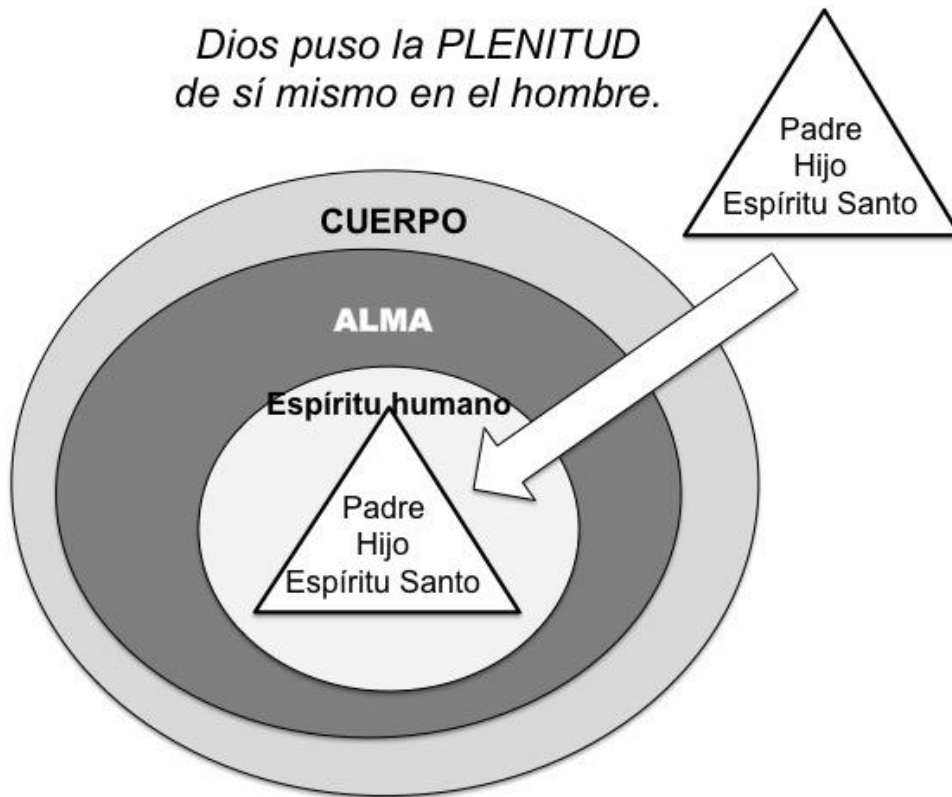 Dios puso la PLENITUD
de sí mismo en el hombre.
Padre
Hijo
Espíritu Santo
CUERPO
ALMA
Espíritu humano
Padre
Hijo
Espíritu Santo